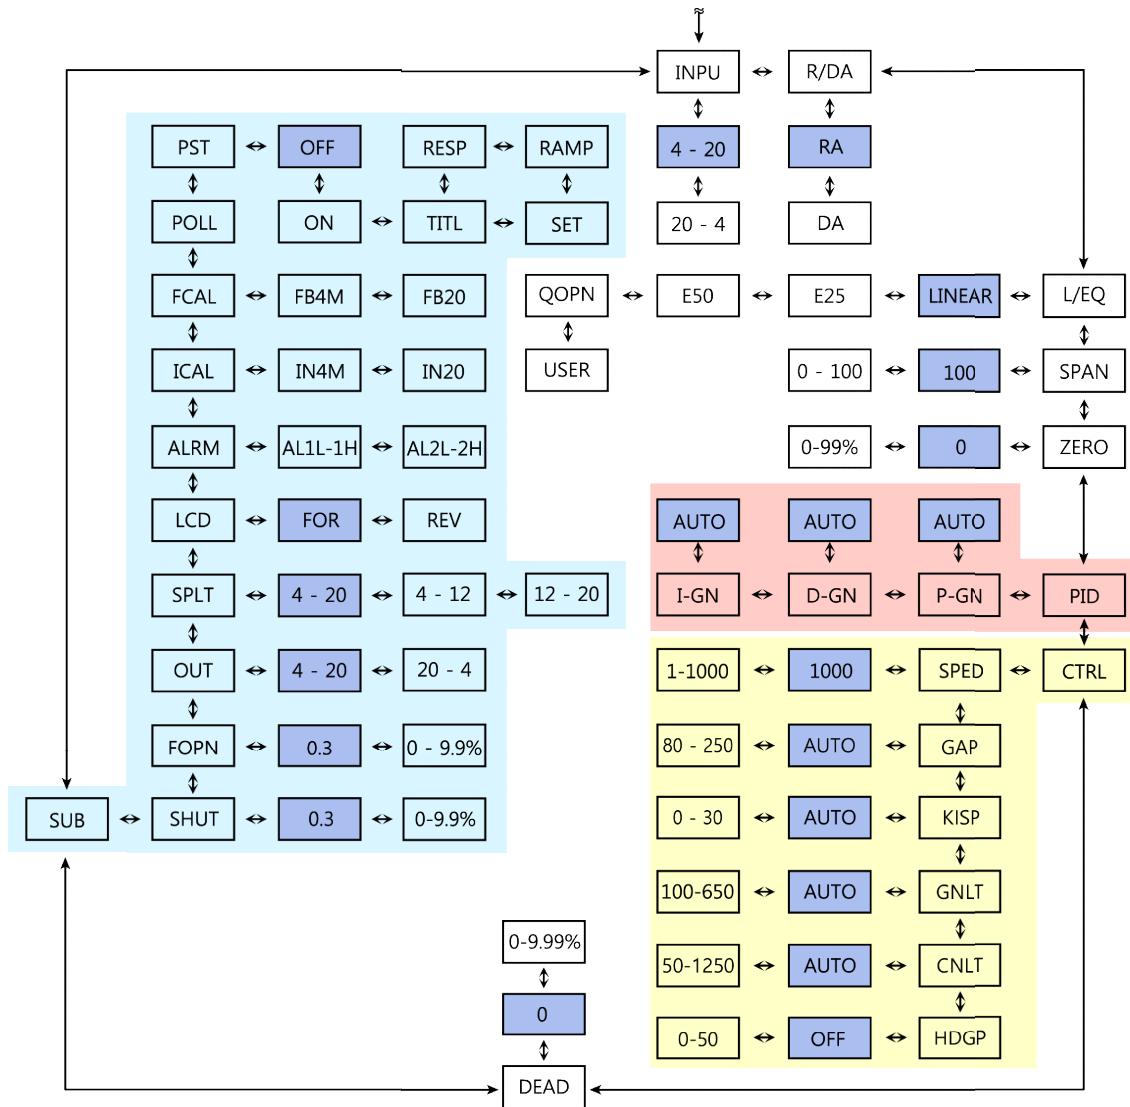 ≈
INPU R/DA
PST OFF RESP RAMP 4 - 20 RA
POLL ON TITL SET 20 - 4 DA
FCAL FB4M FB20 QOPN E50 E25 LINEAR L/EQ
ICAL IN4M IN20 USER 0 - 100 100 SPAN
ALRM AL1L-1H AL2L-2H 0-99% 0 ZERO
LCD FOR REV AUTO AUTO AUTO
SPLT 4 - 20 4 - 12 12 - 20 I-GN D-GN P-GN PID
OUT 4 - 20 20 - 4 1-1000 1000 SPED CTRL
FOPN 0.3 0 - 9.9% 80 - 250 AUTO GAP
SUB SHUT 0.3 0-9.9% 0 - 30 AUTO KISP
100-650 AUTO GNLT
0-9.99% 50-1250 AUTO CNLT
0 0-50 OFF HDGP
DEAD